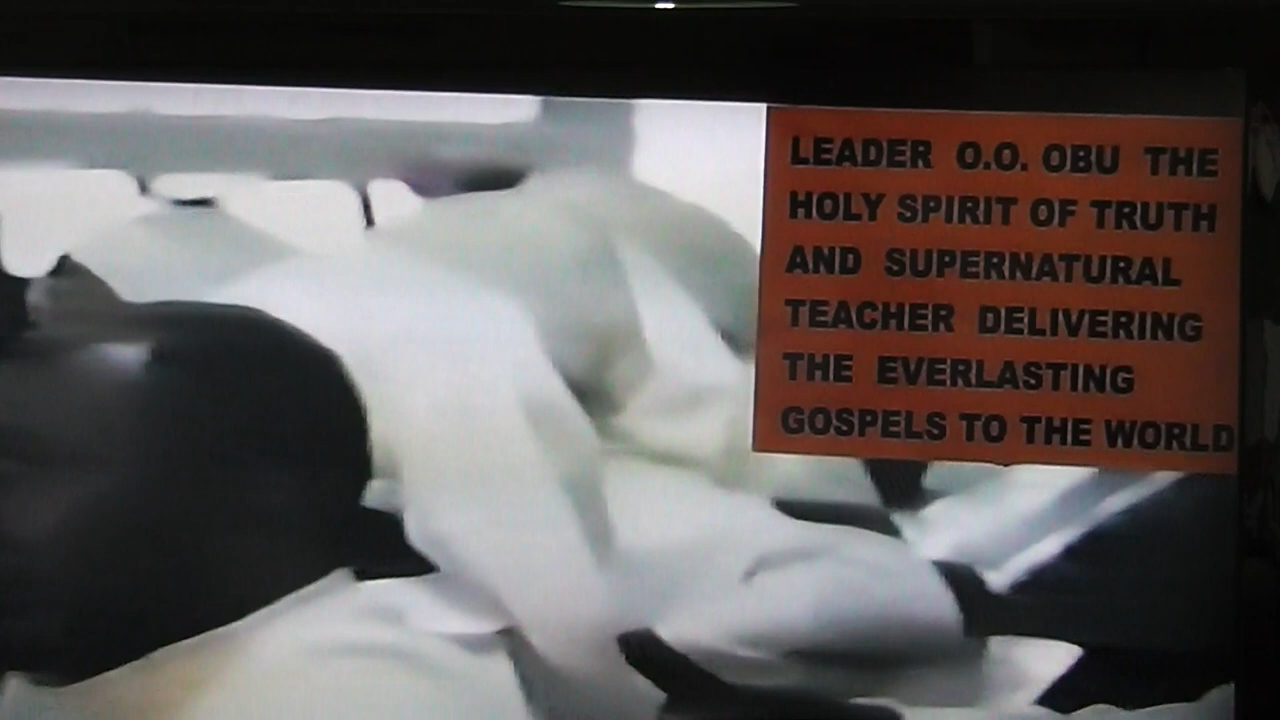 LEADER O.O. OBU THE
HOLY SPIRIT OF TRUTH
AND SUPERNATURAL
TEACHER DELIVERING
THE EVERLASTING
GOSPELS TO THE WORLD